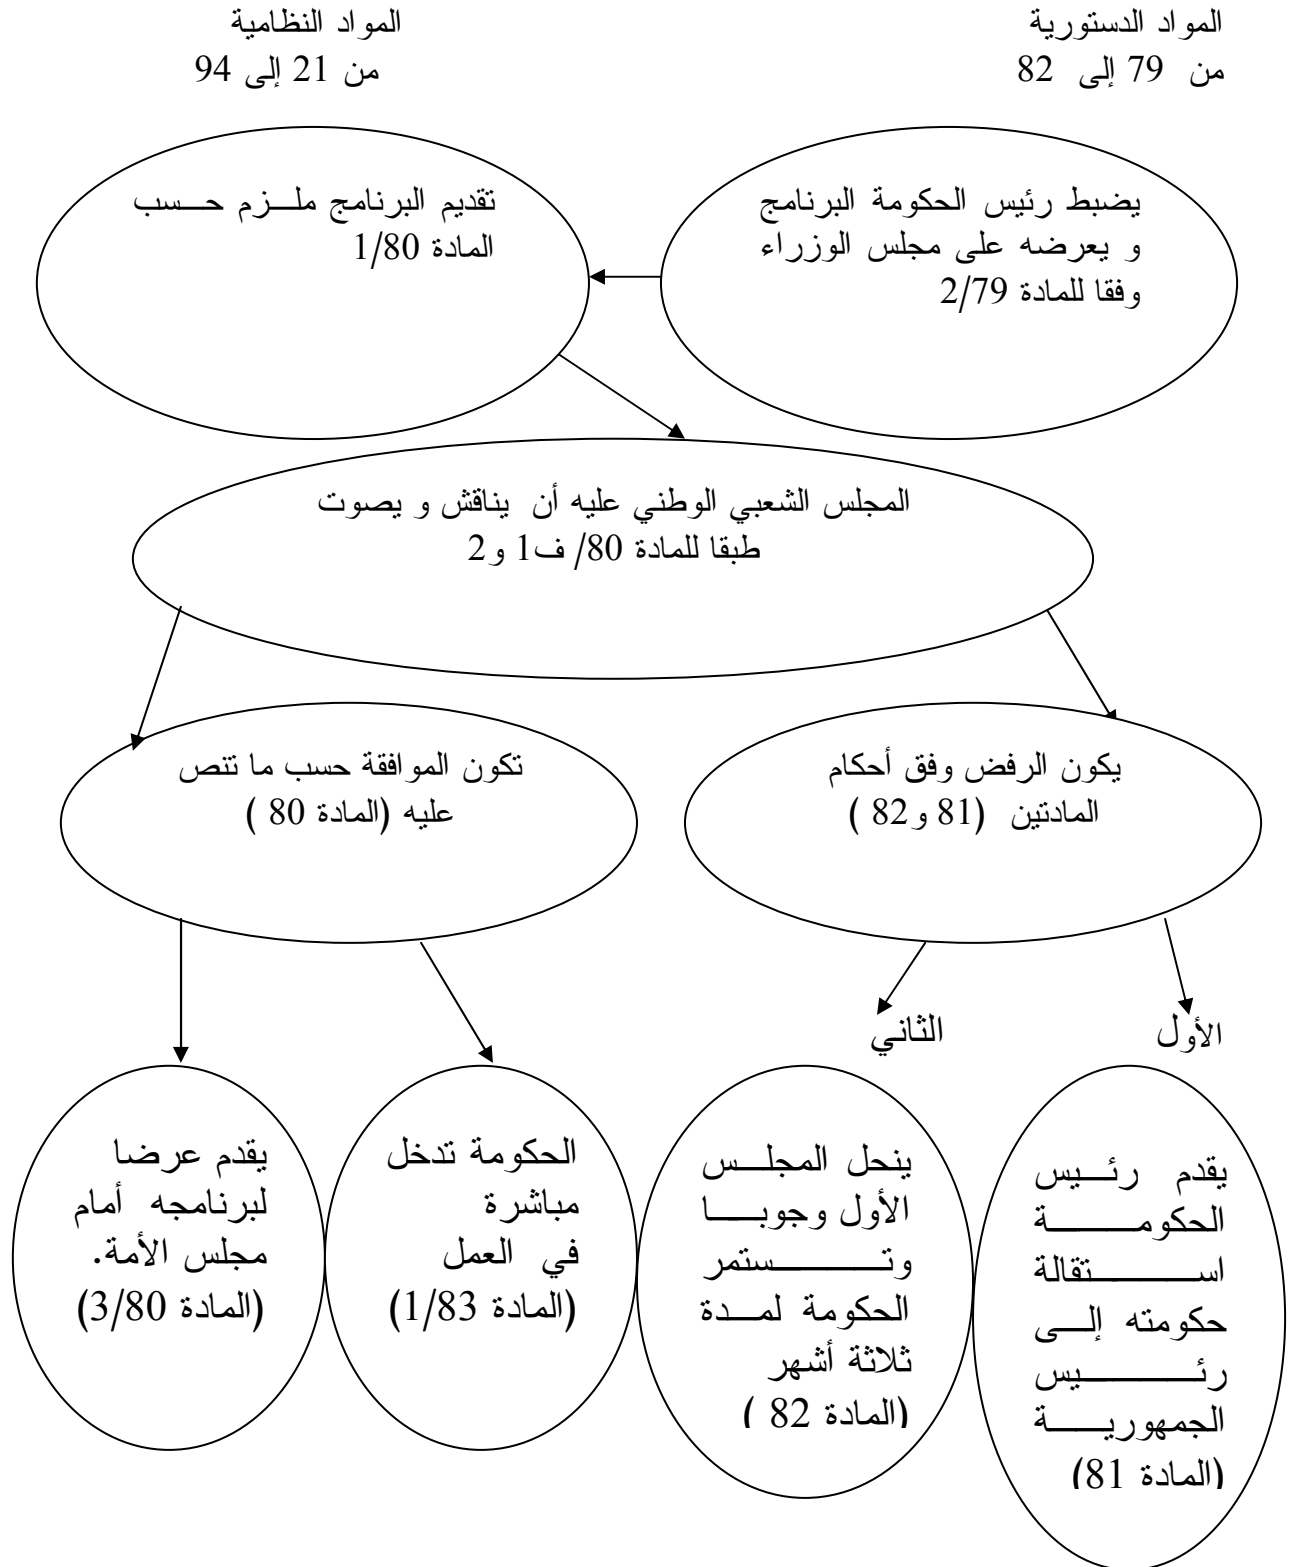 المواد الدستورية
من 79 إلى 82
المواد النظامية
من 21 إلى 94
يضبط رئيس الحكومة البرنامج
و يعرضه على مجلس الوزراء
وفقا للمادة 2/79
تقديم البرنامج ملزم حسب
المادة 1/80
المجلس الشعبي الوطني عليه أن يناقش و يصوت
طبقا للمادة 80/ ف1 و2
يكون الرفض وفق أحكام
المادتين (81 و82 )
تكون الموافقة حسب ما تنص
عليه (المادة 80 )
الأول
الثاني
يقدم رئيس
الحكومة
استقالة
حكومته إلى
رئيس
الجمهورية
(المادة 81)
ينحل المجلس
الأول وجوبا
وتستمر
الحكومة لمدة
ثلاثة أشهر
(المادة 82 )
الحكومة تدخل
مباشرة
في العمل
(المادة 1/83)
يقدم عرضا
لبرنامجه أمام
مجلس الأمة.
(المادة 3/80)